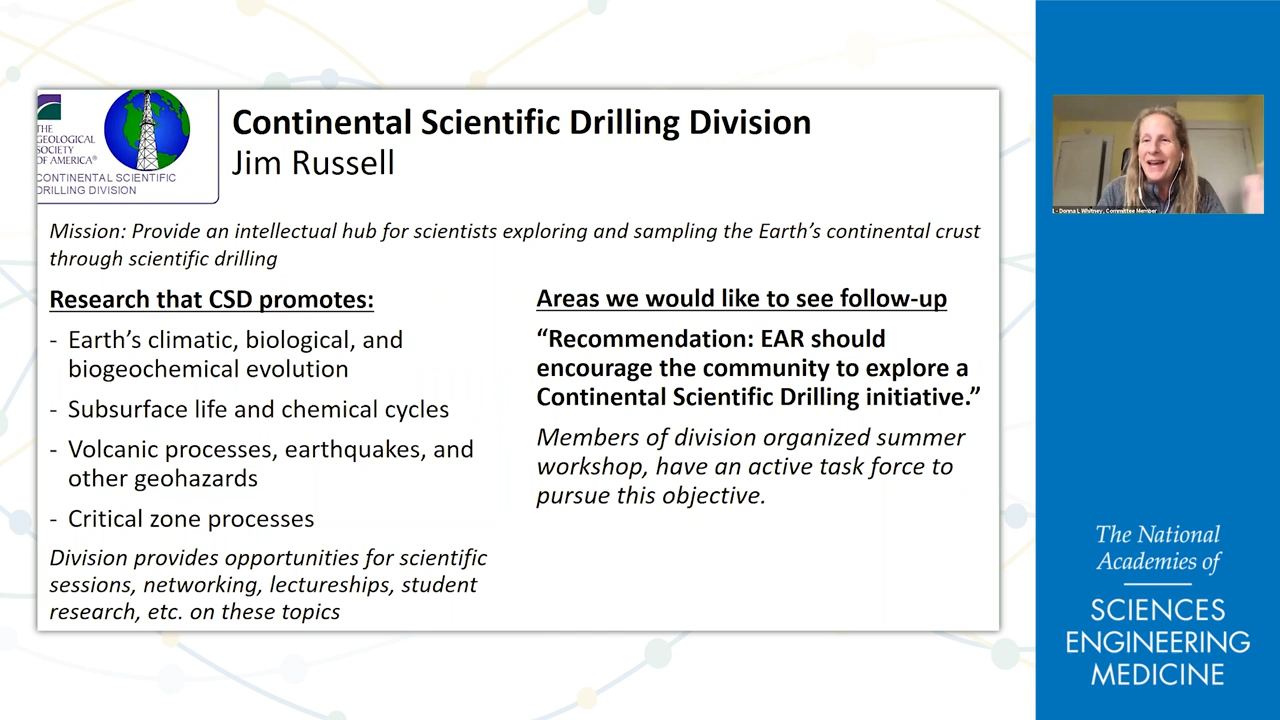 THE
GEOLOGICAL
SOCIETY
OF AMERICA®
CONTINENTAL SCIENTIFIC
DRILLING DIVISION
Continental Scientific Drilling Division
Jim Russell
Mission: Provide an intellectual hub for scientists exploring and sampling the Earth's continental crust
through scientific drilling
Research that CSD promotes:
- Earth's climatic, biological, and
biogeochemical evolution
- Subsurface life and chemical cycles
- Volcanic processes, earthquakes, and
other geohazards
- Critical zone processes
Division provides opportunities for scientific
sessions, networking, lectureships, student
research, etc. on these topics
Areas we would like to see follow-up
“Recommendation: EAR should
encourage the community to explore a
Continental Scientific Drilling initiative.”
Members of division organized summer
workshop, have an active task force to
pursue this objective.
- Donna L Whitney, Committee Member
The National
Academies of
SCIENCES
ENGINEERING
MEDICINE